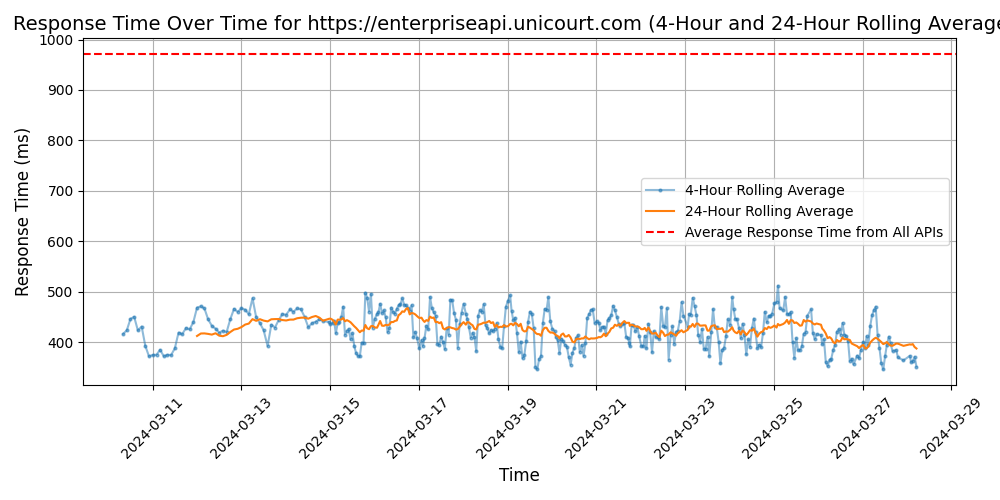 Response Time Over Time for https://enterpriseapi.unicourt.com (4-Hour and 24-Hour Rolling Average
Response Time (ms)
1000
900
800
700
600
500
400
4-Hour Rolling Average
24-Hour Rolling Average
Average Response Time from All APIs
2024-03-11
2024-03-13
2024-03-15
2024-03-17
2024-03-19
2024-03-21
2024-03-23
2024-03-25
2024-03-27
2024-03-29
Time